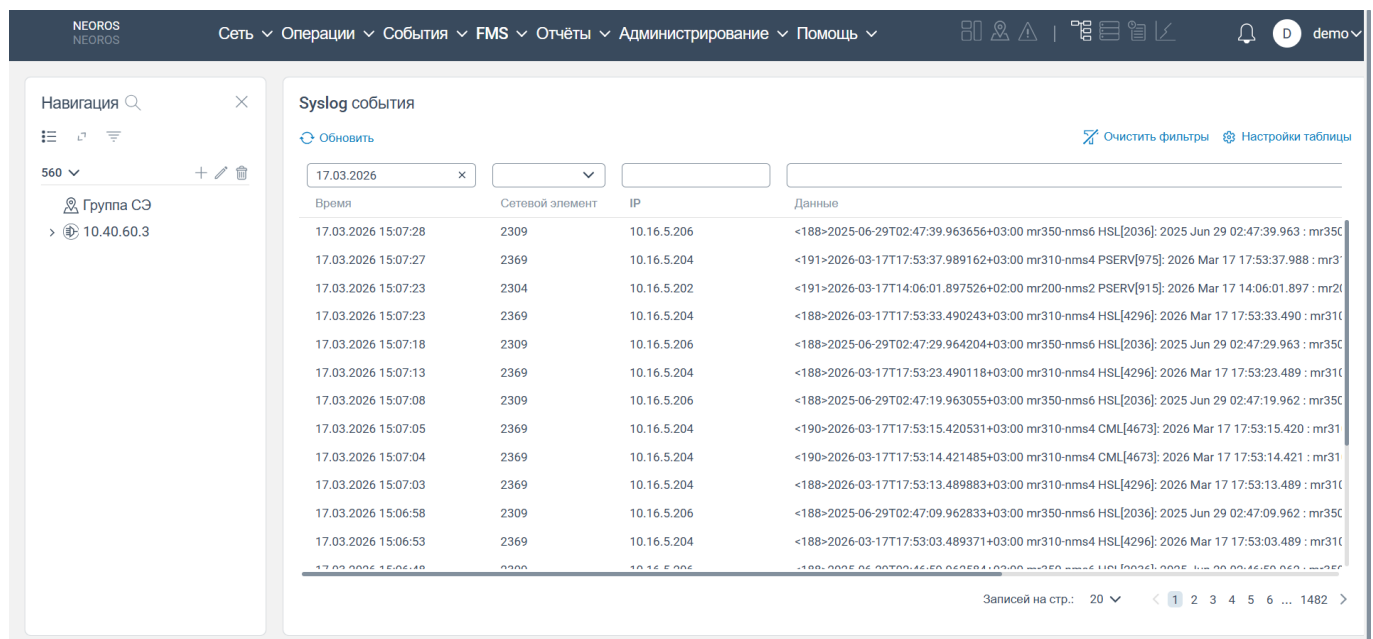 NEOROS
NEOROS
Сеть Операции События FMS Отчёты Администрирование Помощь D demo
Навигация
560
Группа СЭ
10.40.60.3
Syslog события
Обновить Очистить фильтры Настройки таблицы
17.03.2026
Время Сетевой элемент IP Данные
17.03.2026 15:07:28 2309 10.16.5.206 <188>2025-06-29T02:47:39.963656+03:00 mr350-nms6 HSL[2036]: 2025 Jun 29 02:47:39.963 : mr350
17.03.2026 15:07:27 2369 10.16.5.204 <191>2026-03-17T17:53:37.989162+03:00 mr310-nms4 PSERV[975]: 2026 Mar 17 17:53:37.988 : mr31
17.03.2026 15:07:23 2304 10.16.5.202 <191>2026-03-17T14:06:01.897526+02:00 mr200-nms2 PSERV[915]: 2026 Mar 17 14:06:01.897 : mr20
17.03.2026 15:07:23 2369 10.16.5.204 <188>2026-03-17T17:53:33.490243+03:00 mr310-nms4 HSL[4296]: 2026 Mar 17 17:53:33.490 : mr310
17.03.2026 15:07:18 2309 10.16.5.206 <188>2025-06-29T02:47:29.964204+03:00 mr350-nms6 HSL[2036]: 2025 Jun 29 02:47:29.963 : mr350
17.03.2026 15:07:13 2369 10.16.5.204 <188>2026-03-17T17:53:23.490118+03:00 mr310-nms4 HSL[4296]: 2026 Mar 17 17:53:23.489 : mr310
17.03.2026 15:07:08 2309 10.16.5.206 <188>2025-06-29T02:47:19.963055+03:00 mr350-nms6 HSL[2036]: 2025 Jun 29 02:47:19.962 : mr350
17.03.2026 15:07:05 2369 10.16.5.204 <190>2026-03-17T17:53:15.420531+03:00 mr310-nms4 CML[4673]: 2026 Mar 17 17:53:15.420 : mr31
17.03.2026 15:07:04 2369 10.16.5.204 <190>2026-03-17T17:53:14.421485+03:00 mr310-nms4 CML[4673]: 2026 Mar 17 17:53:14.421 : mr31
17.03.2026 15:07:03 2369 10.16.5.204 <188>2026-03-17T17:53:13.489883+03:00 mr310-nms4 HSL[4296]: 2026 Mar 17 17:53:13.489 : mr310
17.03.2026 15:06:58 2309 10.16.5.206 <188>2025-06-29T02:47:09.962833+03:00 mr350-nms6 HSL[2036]: 2025 Jun 29 02:47:09.962 : mr350
17.03.2026 15:06:53 2369 10.16.5.204 <188>2026-03-17T17:53:03.489371+03:00 mr310-nms4 HSL[4296]: 2026 Mar 17 17:53:03.489 : mr310
Записей на стр.: 20 1 2 3 4 5 6 ... 1482